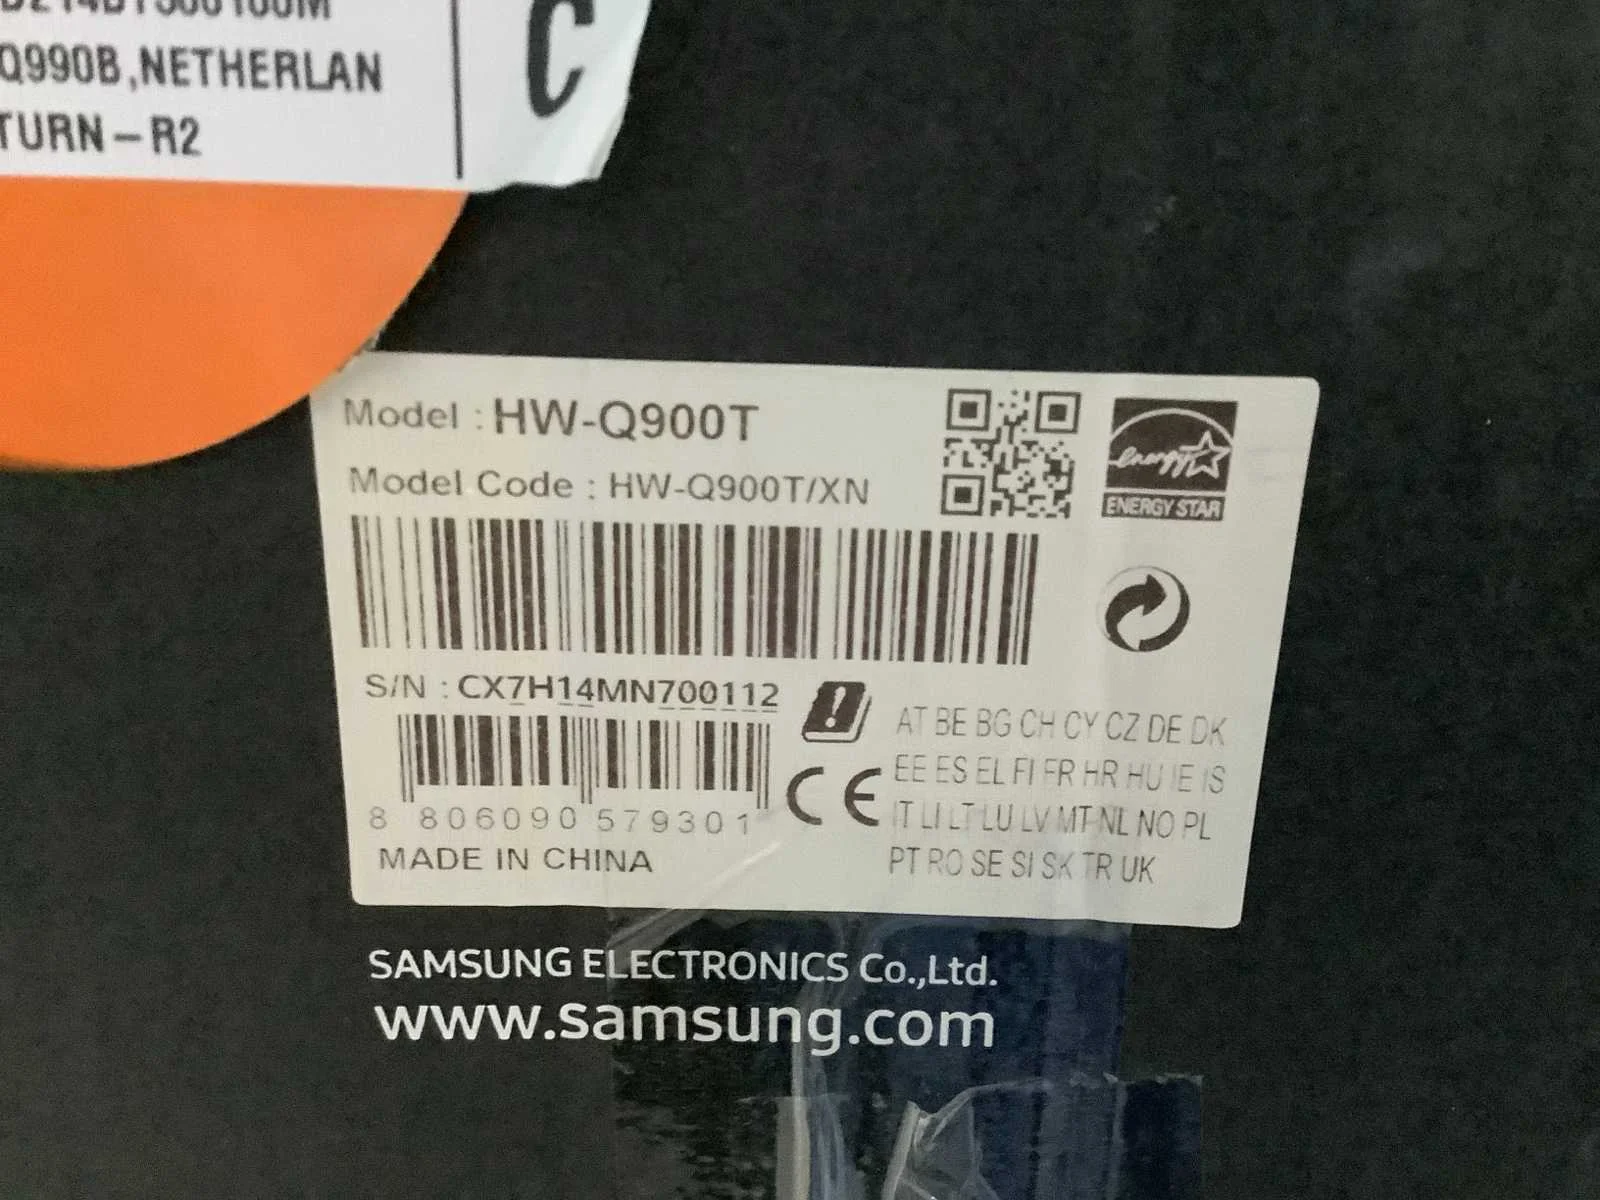 Q990B,NETHERLAN
TURN-R2
C
Model : HW-Q900T
Model Code : HW-Q900T/XN
ENERGY STAR
S/N : CX7H14MN700112
8 806090 579301
MADE IN CHINA
CE
AT BE BG CH CY CZ DE DK
EE ES EL FI FR HR HU IE IS
IT LI LT LU LV MT NL NO PL
PT RO SE SI SK TR UK
SAMSUNG ELECTRONICS Co.,Ltd.
www.samsung.com